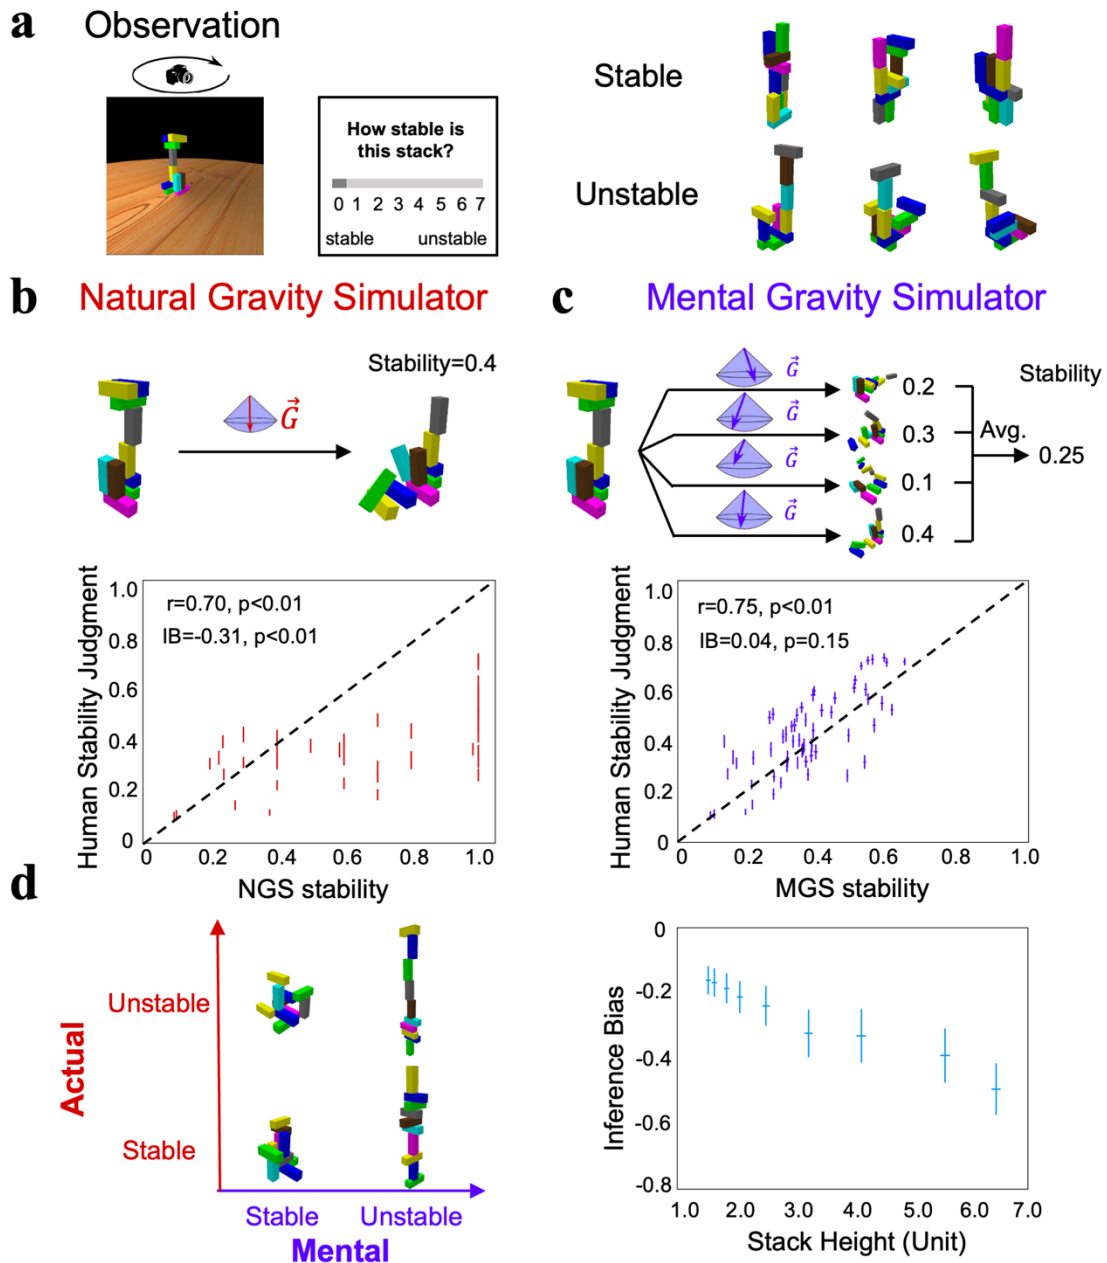 a
Observation
How stable is
this stack?
0 1 2 3 4 5 6 7
stable unstable
Stable
Unstable
b
Natural Gravity Simulator
Stability=0.4
G⃗
c
Mental Gravity Simulator
G⃗
G⃗
G⃗
G⃗
0.2
0.3
0.1
0.4
Avg.
Stability
0.25
Human Stability Judgment
1.0
0.8
0.6
0.4
0.2
0
r=0.70, p<0.01
IB=-0.31, p<0.01
0 0.2 0.4 0.6 0.8 1.0
NGS stability
Human Stability Judgment
1.0
0.8
0.6
0.4
0.2
0
r=0.75, p<0.01
IB=0.04, p=0.15
0 0.2 0.4 0.6 0.8 1.0
MGS stability
d
Actual
Unstable
Stable
Stable Unstable
Mental
Inference Bias
0
-0.2
-0.4
-0.6
-0.8
1.0 2.0 3.0 4.0 5.0 6.0 7.0
Stack Height (Unit)